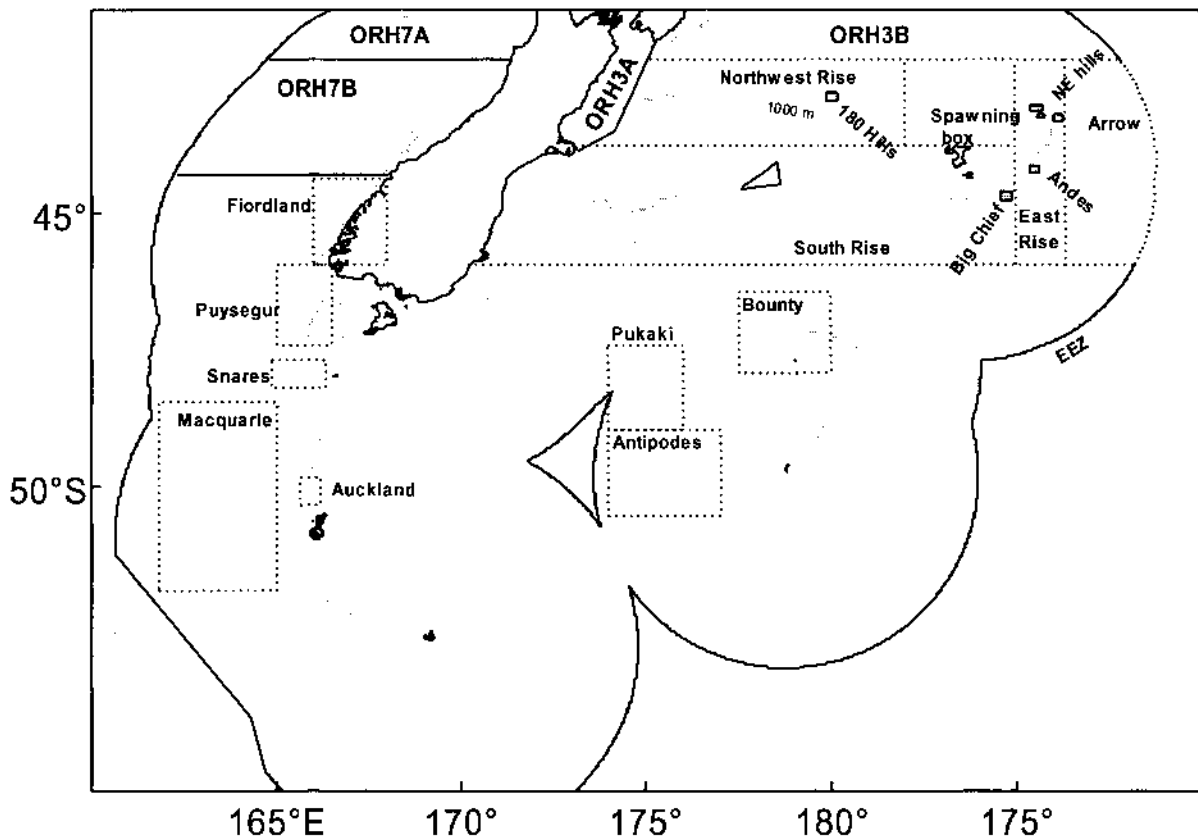 ORH7A
ORH3B
ORH7B
ORH3A
Northwest Rise
1000 m
180 Hills
Spawning
box
NE hills
Arrow
45°
Fiordland
Andes
Big Chief
East
Rise
South Rise
Puysegur
Bounty
Pukaki
EEZ
Snares
Macquarie
Antipodes
50°S
Auckland
165°E
170°
175°
180°
175°